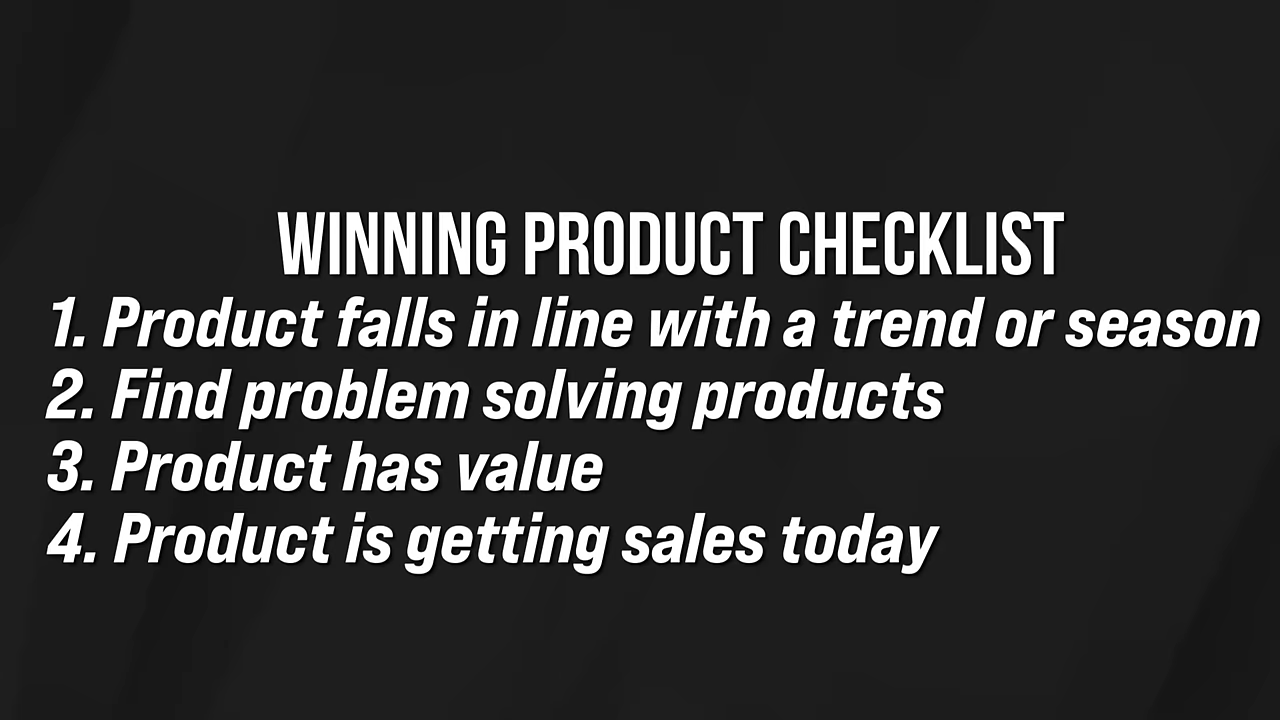 WINNING PRODUCT CHECKLIST
1. Product falls in line with a trend or season
2. Find problem solving products
3. Product has value
4. Product is getting sales today